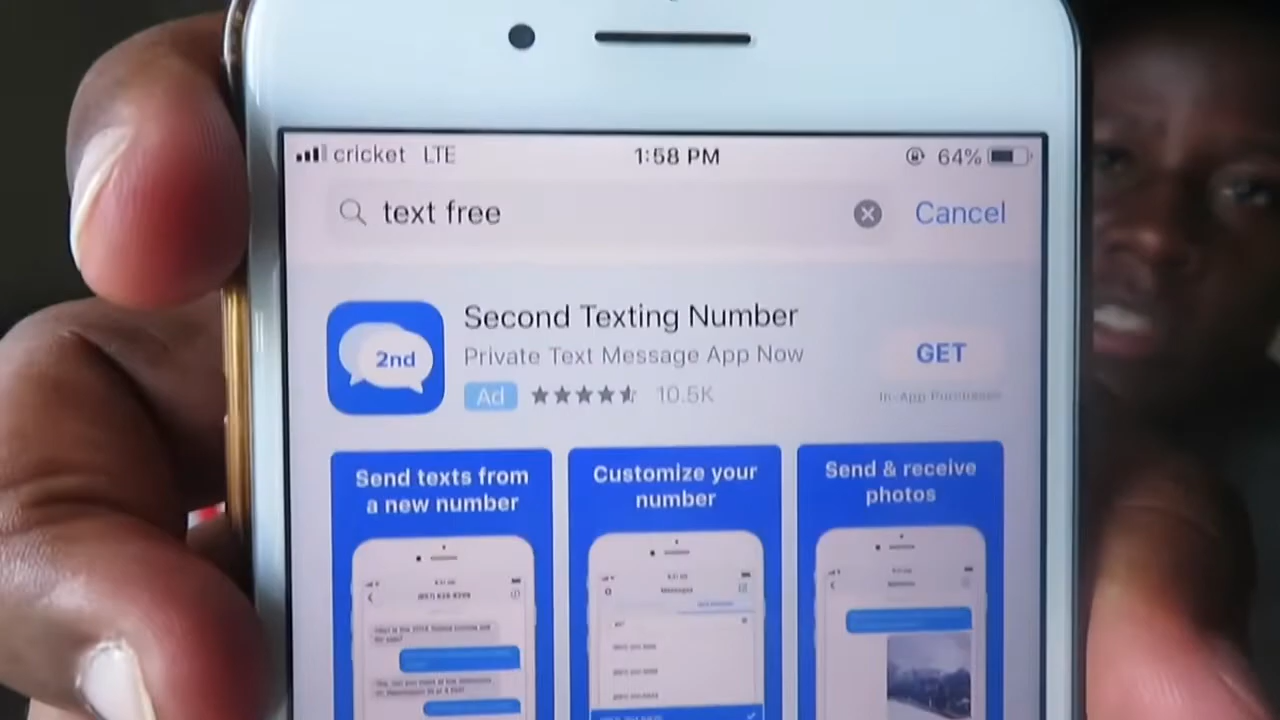 cricket LTE 1:58 PM 64%
text free Cancel
2nd
Second Texting Number
Private Text Message App Now
GET
Ad 10.5K
In-App Purchases
Send texts from
a new number
Customize your
number
Send & receive
photos